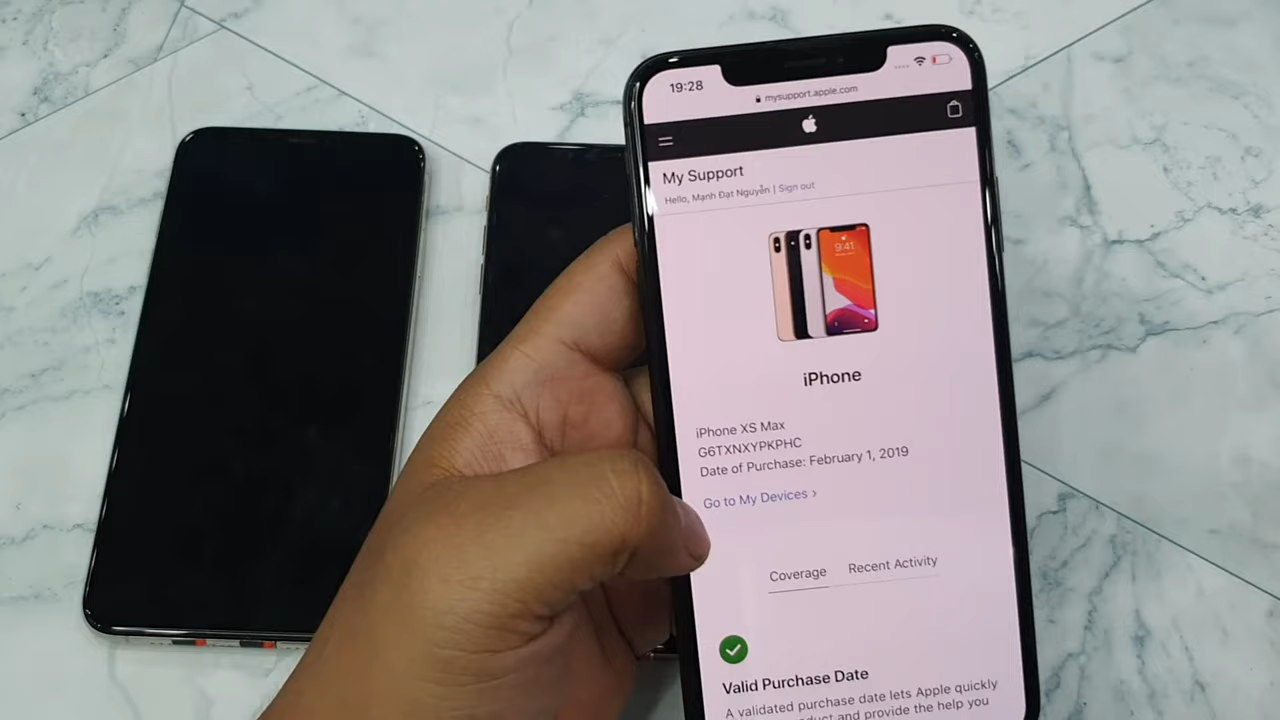 19:28
mysupport.apple.com
My Support
Hello, Mạnh Đạt Nguyễn | Sign out
9:41
iPhone
iPhone XS Max
G6TXNXYPKPHC
Date of Purchase: February 1, 2019
Go to My Devices ›
Coverage Recent Activity
Valid Purchase Date
A validated purchase date lets Apple quickly
and provide the help you